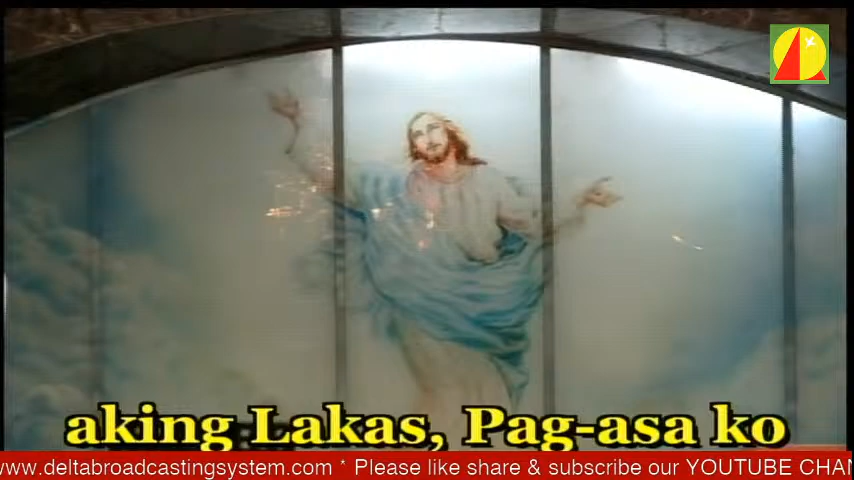 aking Lakas, Pag-asa ko
www.deltabroadcastingsystem.com * Please like share & subscribe our YOUTUBE CHAN